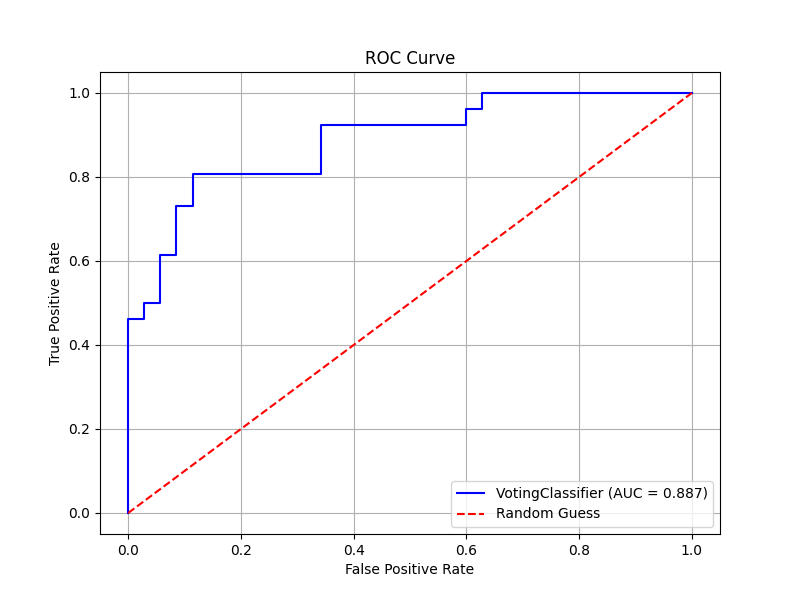 ROC Curve
1.0
0.8
0.6
0.4
0.2
0.0
True Positive Rate
0.0 0.2 0.4 0.6 0.8 1.0
False Positive Rate
VotingClassifier (AUC = 0.887)
Random Guess